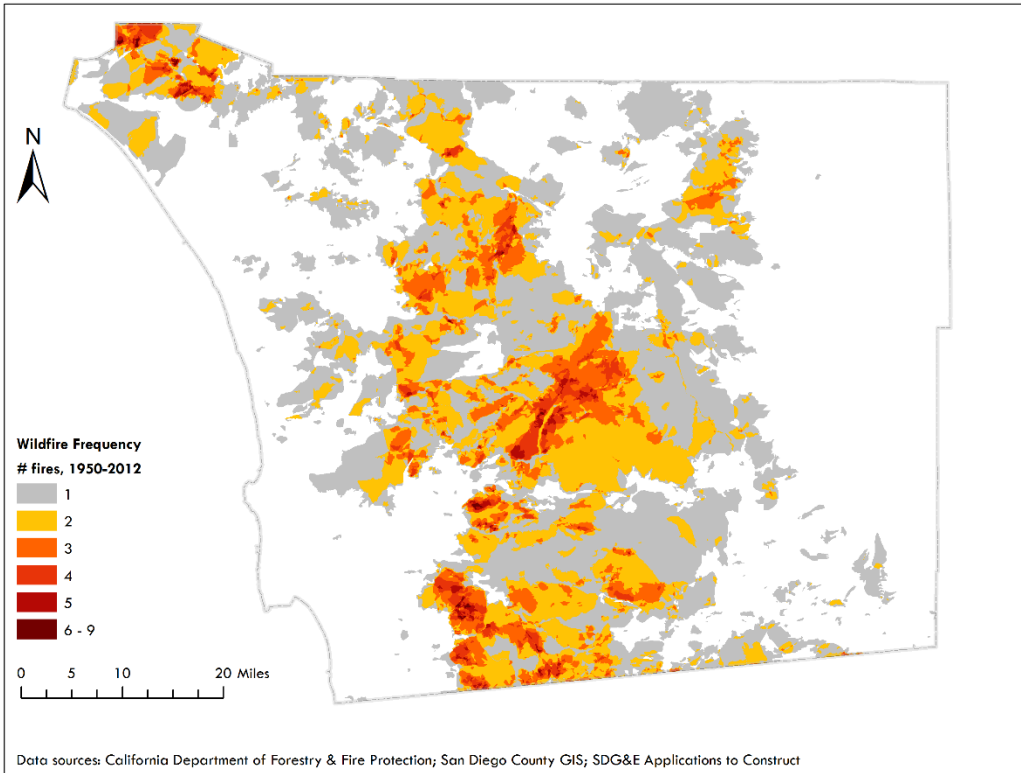 N
Wildfire Frequency
# fires, 1950-2012
1
2
3
4
5
6 - 9
0 5 10 20 Miles
Data sources: California Department of Forestry & Fire Protection; San Diego County GIS; SDG&E Applications to Construct